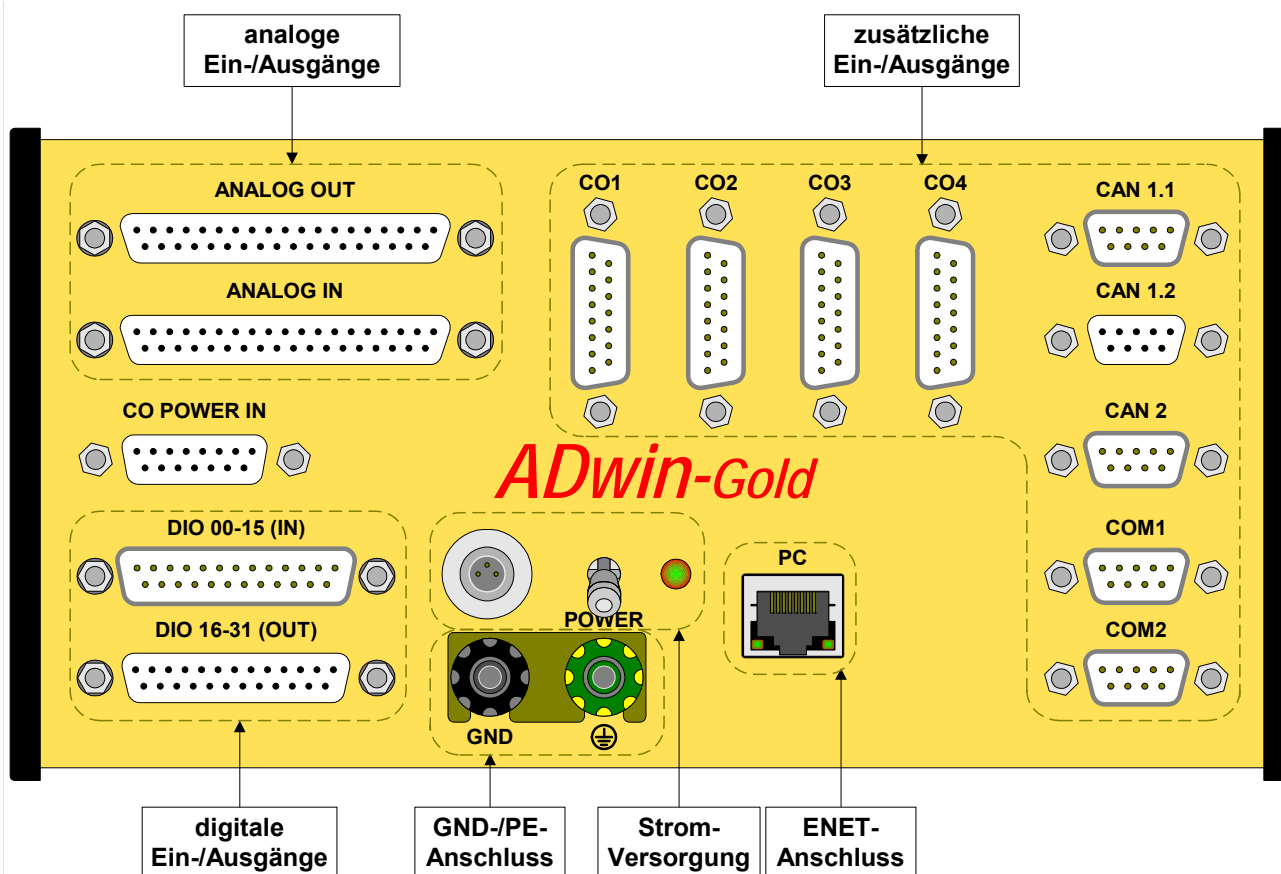 analoge
Ein-/Ausgänge
zusätzliche
Ein-/Ausgänge
ANALOG OUT
ANALOG IN
CO POWER IN
DIO 00-15 (IN)
DIO 16-31 (OUT)
CO1
CO2
CO3
CO4
CAN 1.1
CAN 1.2
CAN 2
COM1
COM2
ADwin-Gold
POWER
PC
GND
digitale
Ein-/Ausgänge
GND-/PE-
Anschluss
Strom-
Versorgung
ENET-
Anschluss